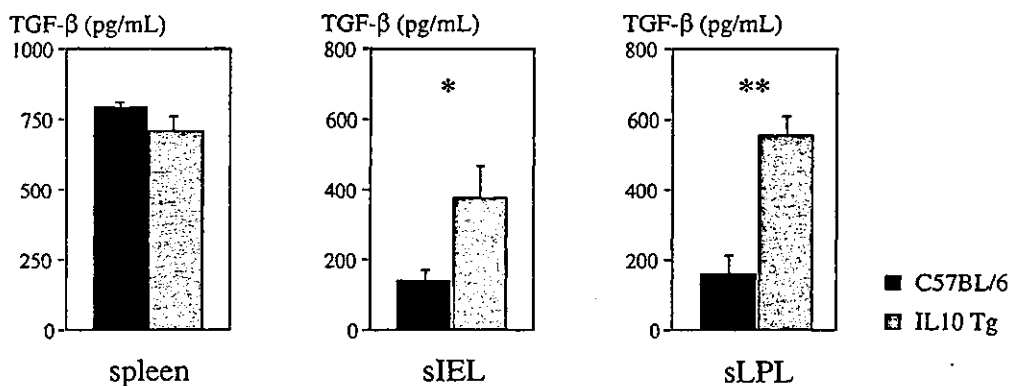 TGF-β (pg/mL)
1000
750
500
250
0
spleen
TGF-β (pg/mL)
800
600
400
200
0
*
sIEL
TGF-β (pg/mL)
800
600
400
200
0
**
sLPL
C57BL/6
IL10 Tg